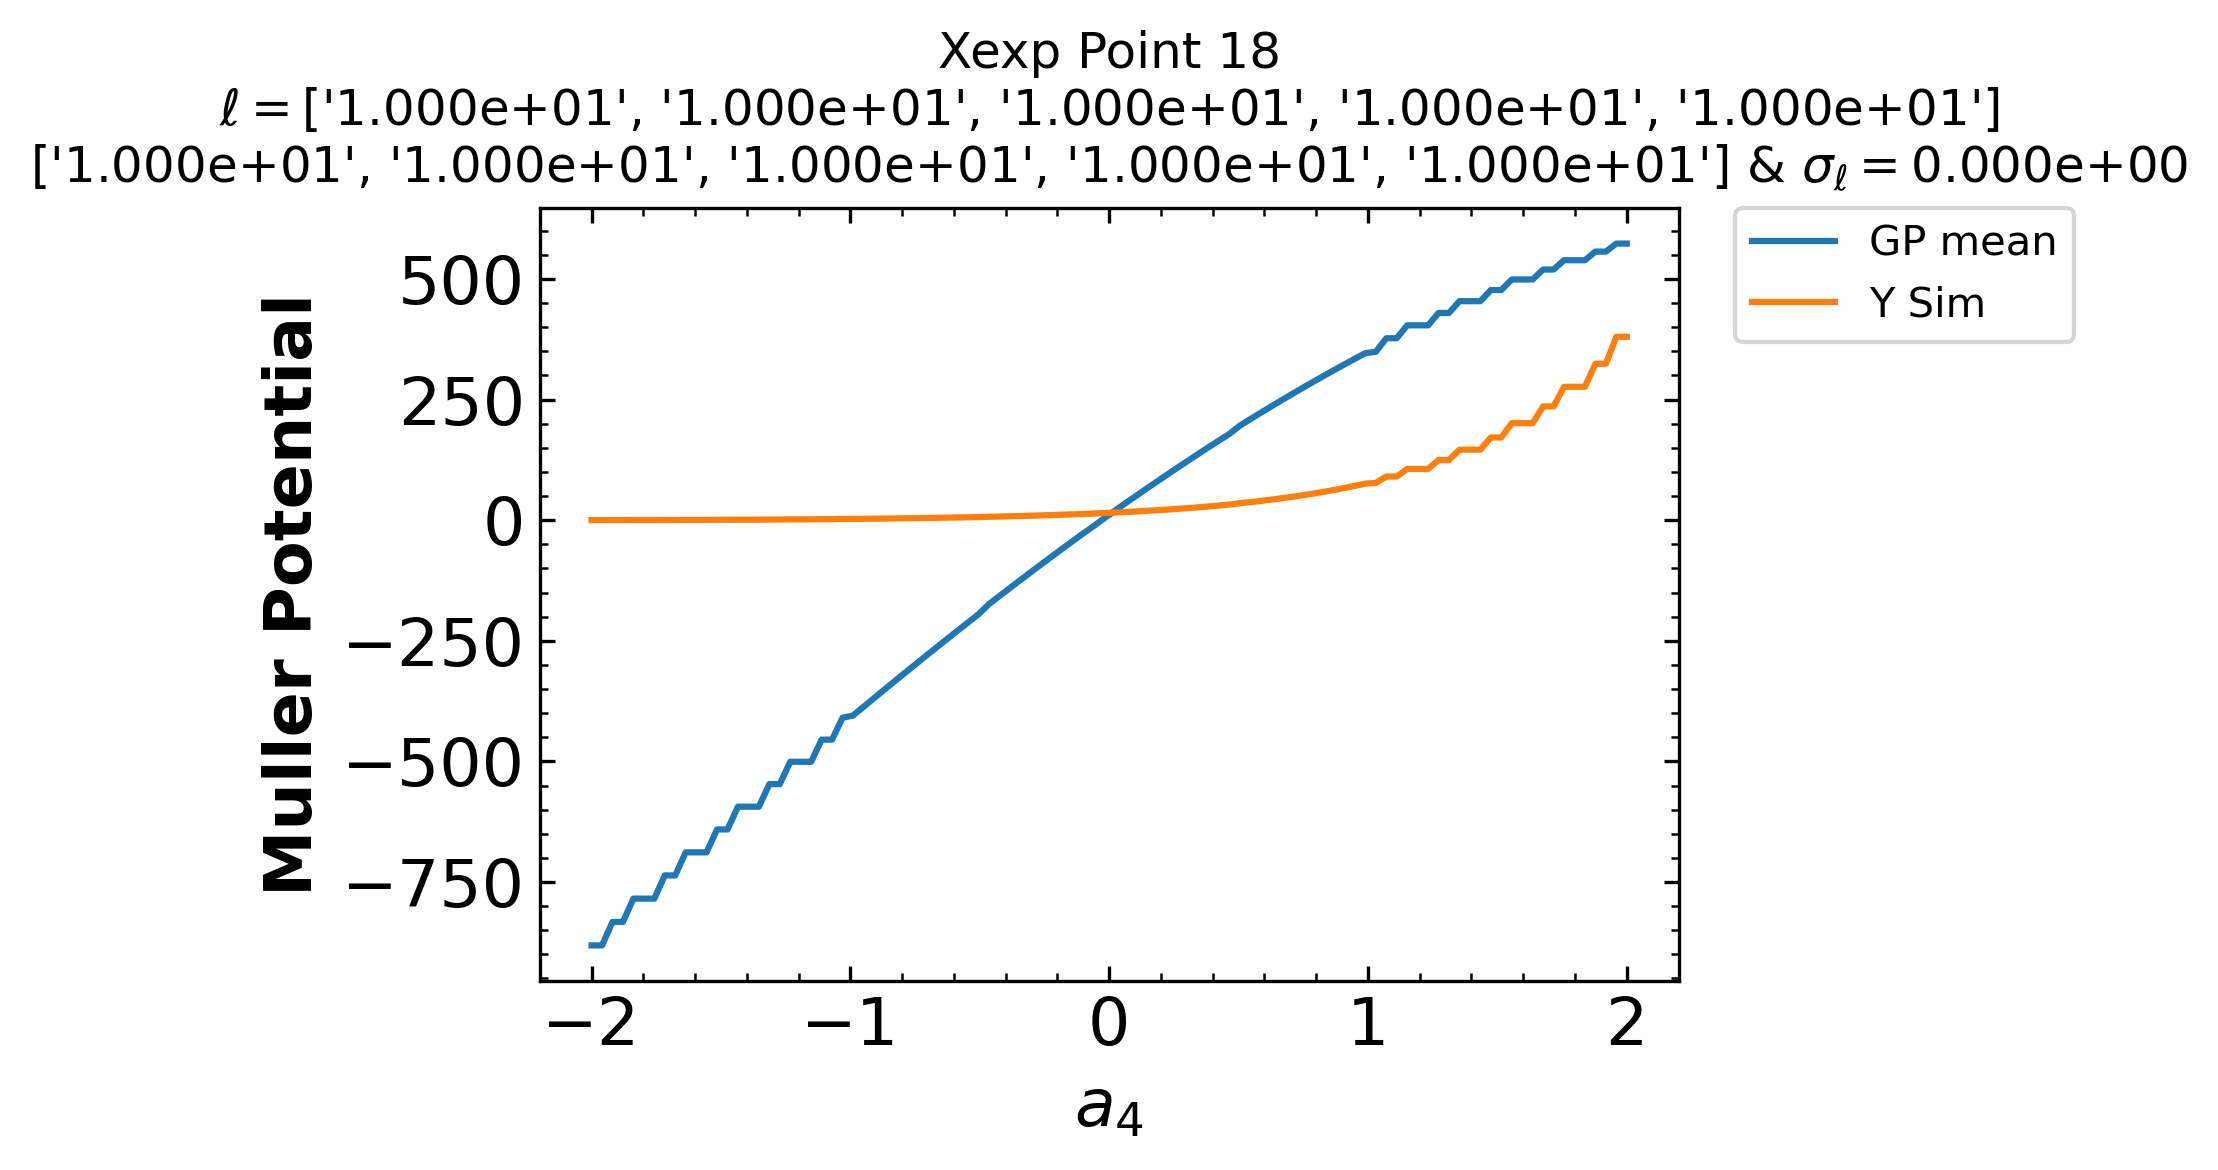 Xexp Point 18
ℓ = ['1.000e+01', '1.000e+01', '1.000e+01', '1.000e+01', '1.000e+01']
['1.000e+01', '1.000e+01', '1.000e+01', '1.000e+01', '1.000e+01'] & σℓ = 0.000e+00
GP mean
Y Sim
Muller Potential
500
250
0
−250
−500
−750
−2
−1
0
1
2
a₄